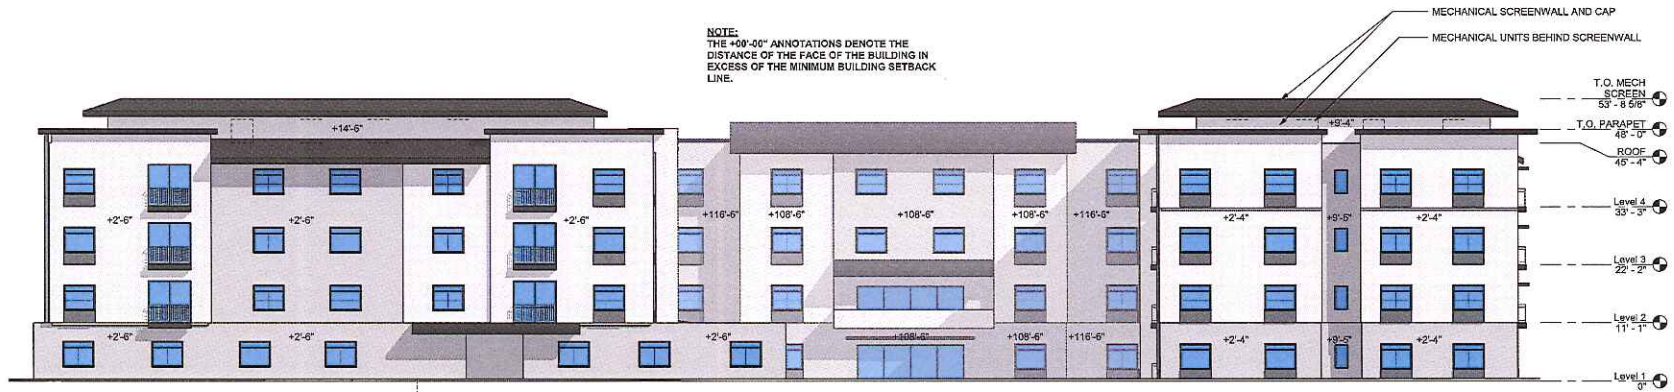 MECHANICAL SCREENWALL AND CAP
NOTE:
THE +00'-00" ANNOTATIONS DENOTE THE
DISTANCE OF THE FACE OF THE BUILDING IN
EXCESS OF THE MINIMUM BUILDING SETBACK
LINE.
MECHANICAL UNITS BEHIND SCREENWALL
T.O. MECH
SCREEN
53' - 8 5/8"
+14'-6"
+9'-4"
T.O. PARAPET
48' - 0"
ROOF
45' - 4"
Level 4
33' - 3"
+2'-6" +2'-6" +2'-6" +116'-6" +108'-6" +108'-6" +108'-6" +116'-6" +2'-4" +9'-5" +2'-4"
Level 3
22' - 2"
Level 2
11' - 1"
+2'-6" +2'-6" +2'-6" +108'-6" +108'-6" +116'-6" +2'-4" +9'-5" +2'-4"
Level 1
0"